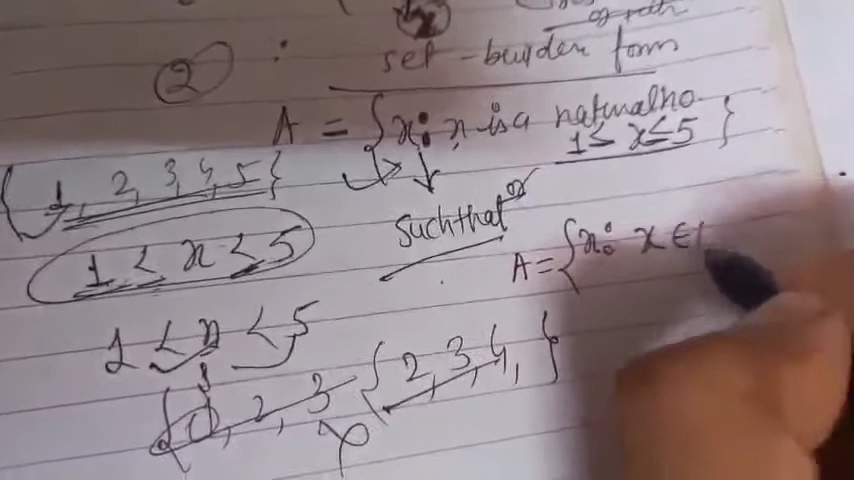 ② :
set-builder form
A = {x : x is a natural no
1 ≤ x ≤ 5 }
{1, 2, 3, 4, 5}
such that
1 ≤ x ≤ 5
A = {x : x ∈
1 ≤ x < 5
2, 3 { 2, 3, 4, }